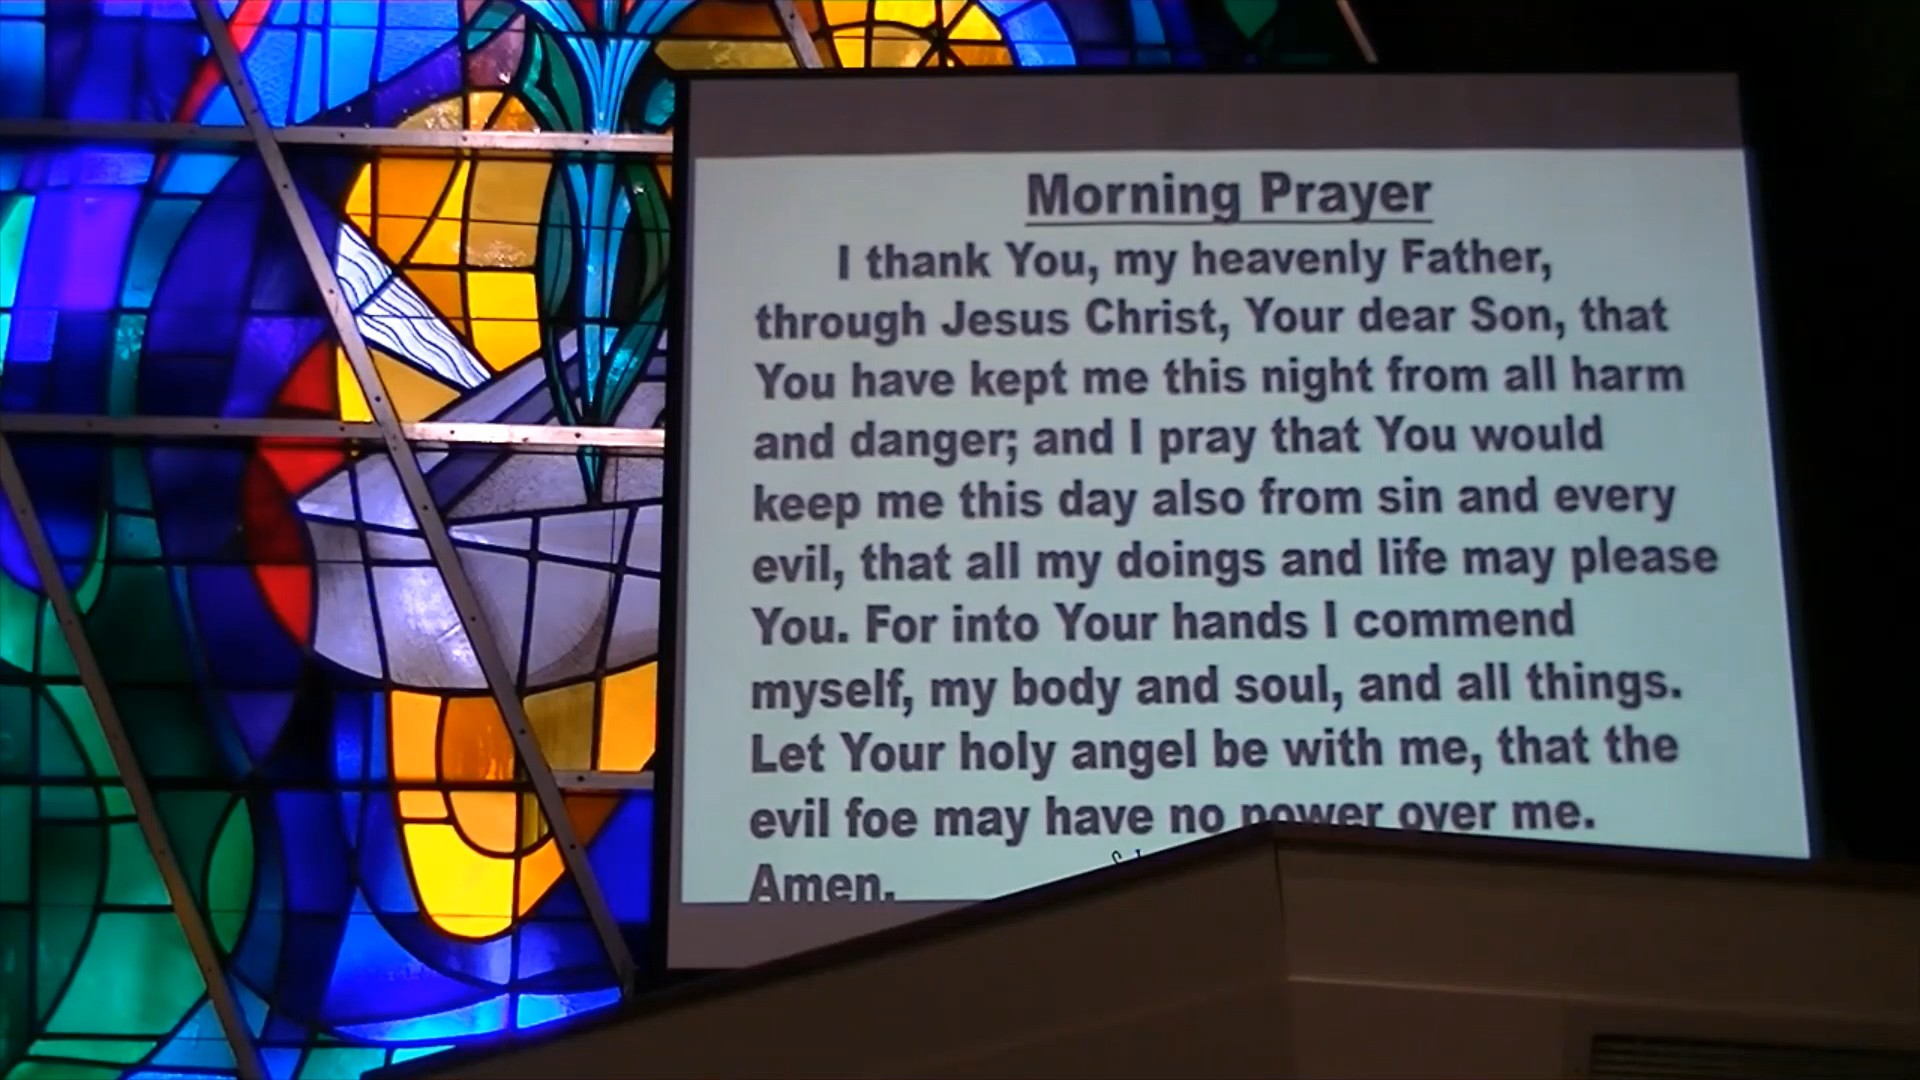 Morning Prayer
I thank You, my heavenly Father,
through Jesus Christ, Your dear Son, that
You have kept me this night from all harm
and danger; and I pray that You would
keep me this day also from sin and every
evil, that all my doings and life may please
You. For into Your hands I commend
myself, my body and soul, and all things.
Let Your holy angel be with me, that the
evil foe may have no power over me.
Amen.